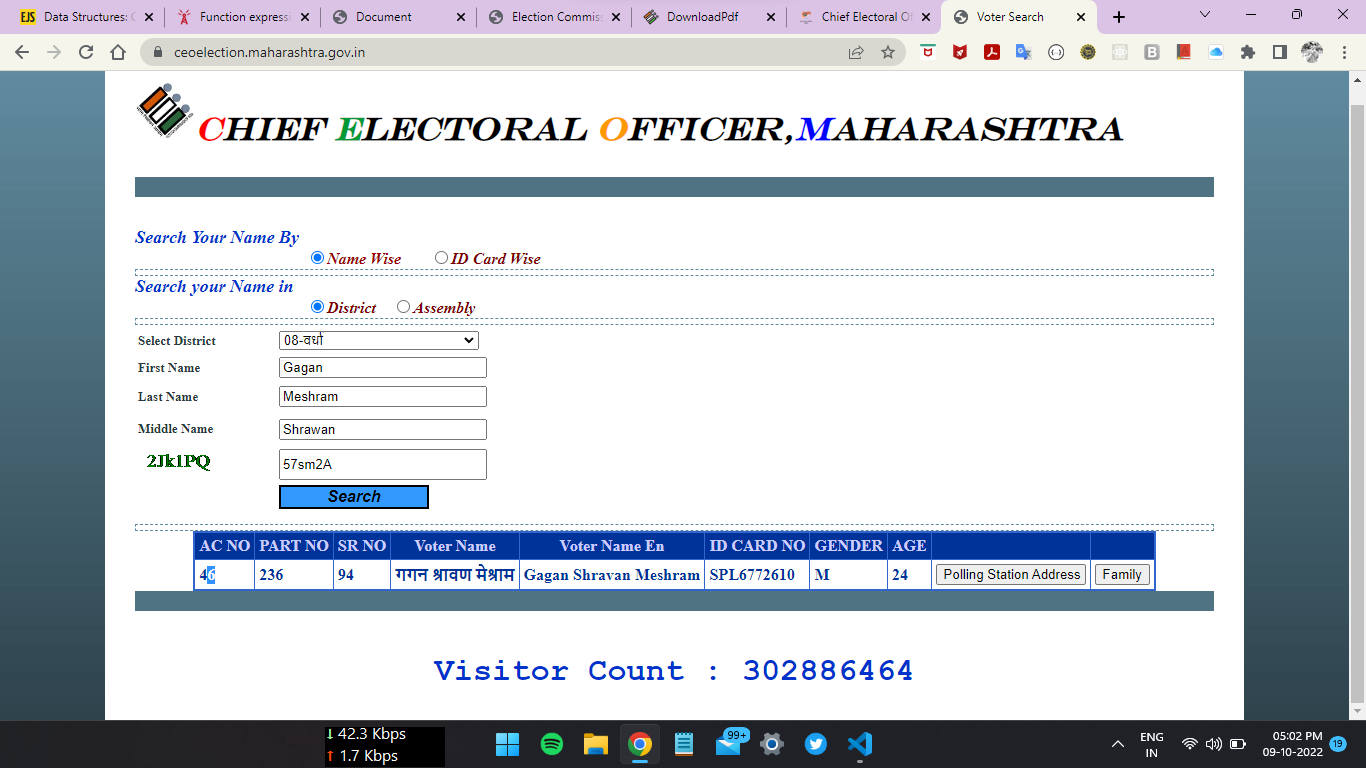 Data Structures: C
Function expressi
Document
Election Commiss
DownloadPdf
Chief Electoral Of
Voter Search
ceoelection.maharashtra.gov.in
CHIEF ELECTORAL OFFICER,MAHARASHTRA
Search Your Name By
Name Wise ID Card Wise
Search your Name in
District Assembly
Select District 08-वर्धा
First Name Gagan
Last Name Meshram
Middle Name Shrawan
2Jk1PQ 57sm2A
Search
AC NO PART NO SR NO Voter Name Voter Name En ID CARD NO GENDER AGE
46 236 94 गगन श्रावण मेश्राम Gagan Shravan Meshram SPL6772610 M 24 Polling Station Address Family
Visitor Count : 302886464
↓ 42.3 Kbps
↑ 1.7 Kbps
99+
ENG
IN
05:02 PM
09-10-2022
19